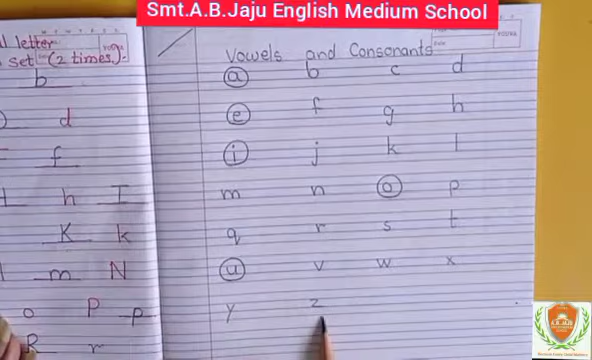 Smt.A.B.Jaju English Medium School
l letter
set (2 times).
b
d
f
h I
K k
m N
o P p
R r
Vowels and Consonants
a b c d
e f g h
i j k l
m n o p
q r s t
u v w x
y z